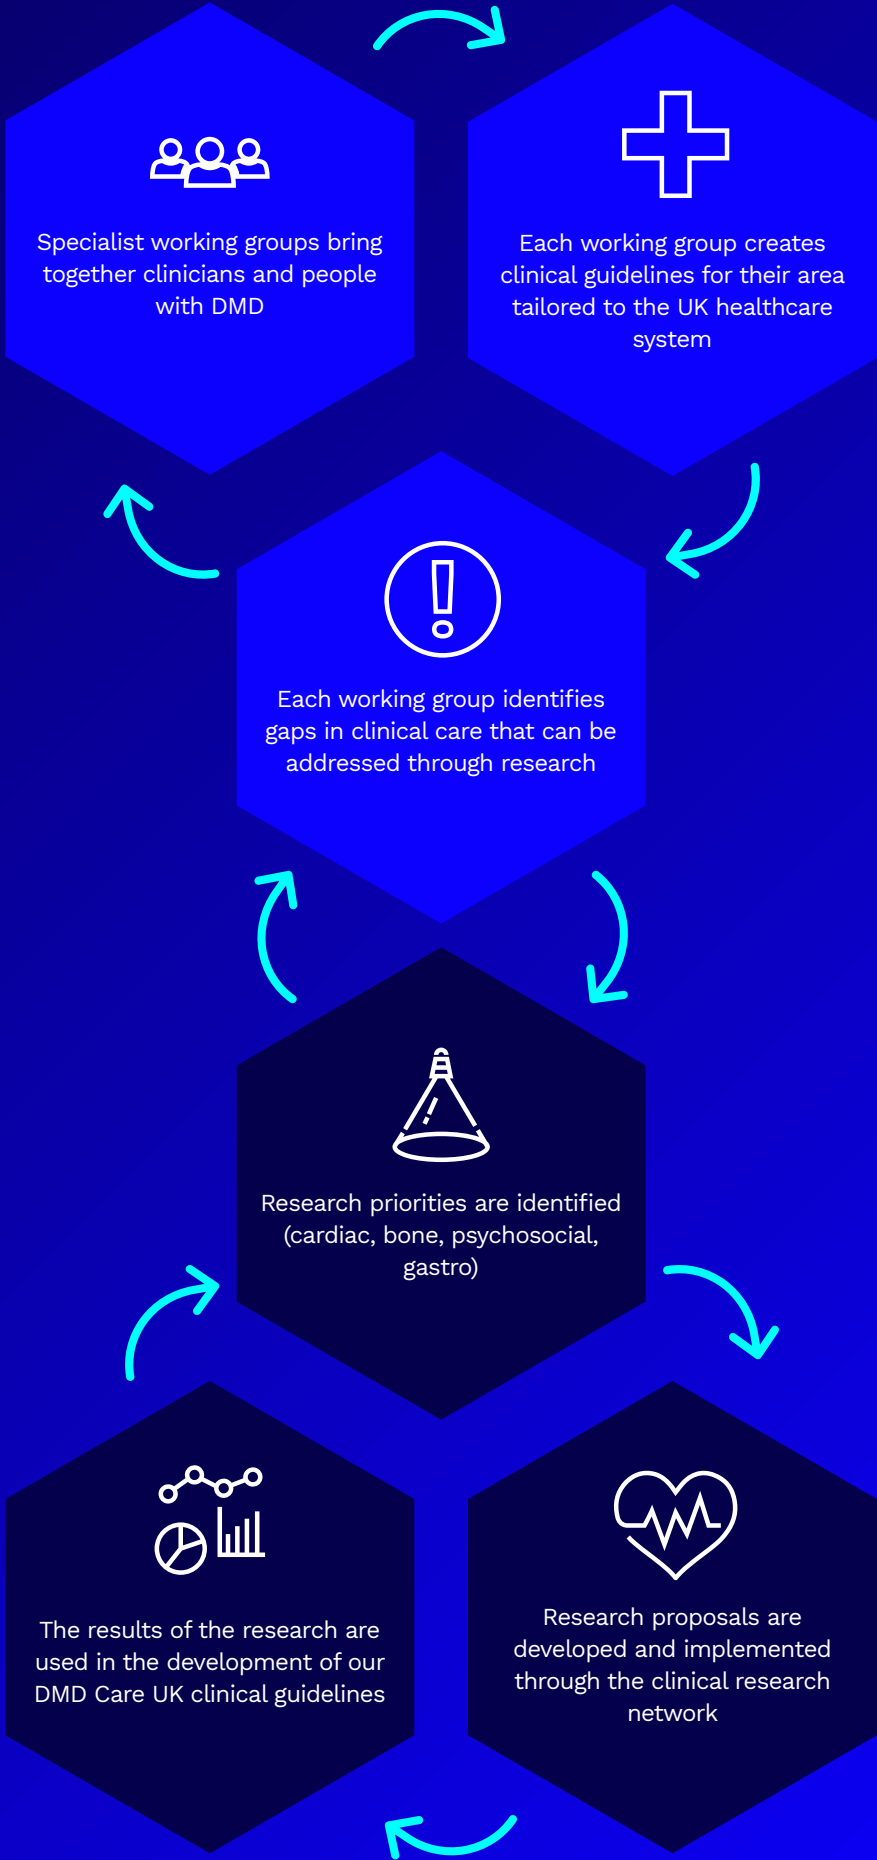 Specialist working groups bring
together clinicians and people
with DMD
Each working group creates
clinical guidelines for their area
tailored to the UK healthcare
system
Each working group identifies
gaps in clinical care that can be
addressed through research
Research priorities are identified
(cardiac, bone, psychosocial,
gastro)
The results of the research are
used in the development of our
DMD Care UK clinical guidelines
Research proposals are
developed and implemented
through the clinical research
network